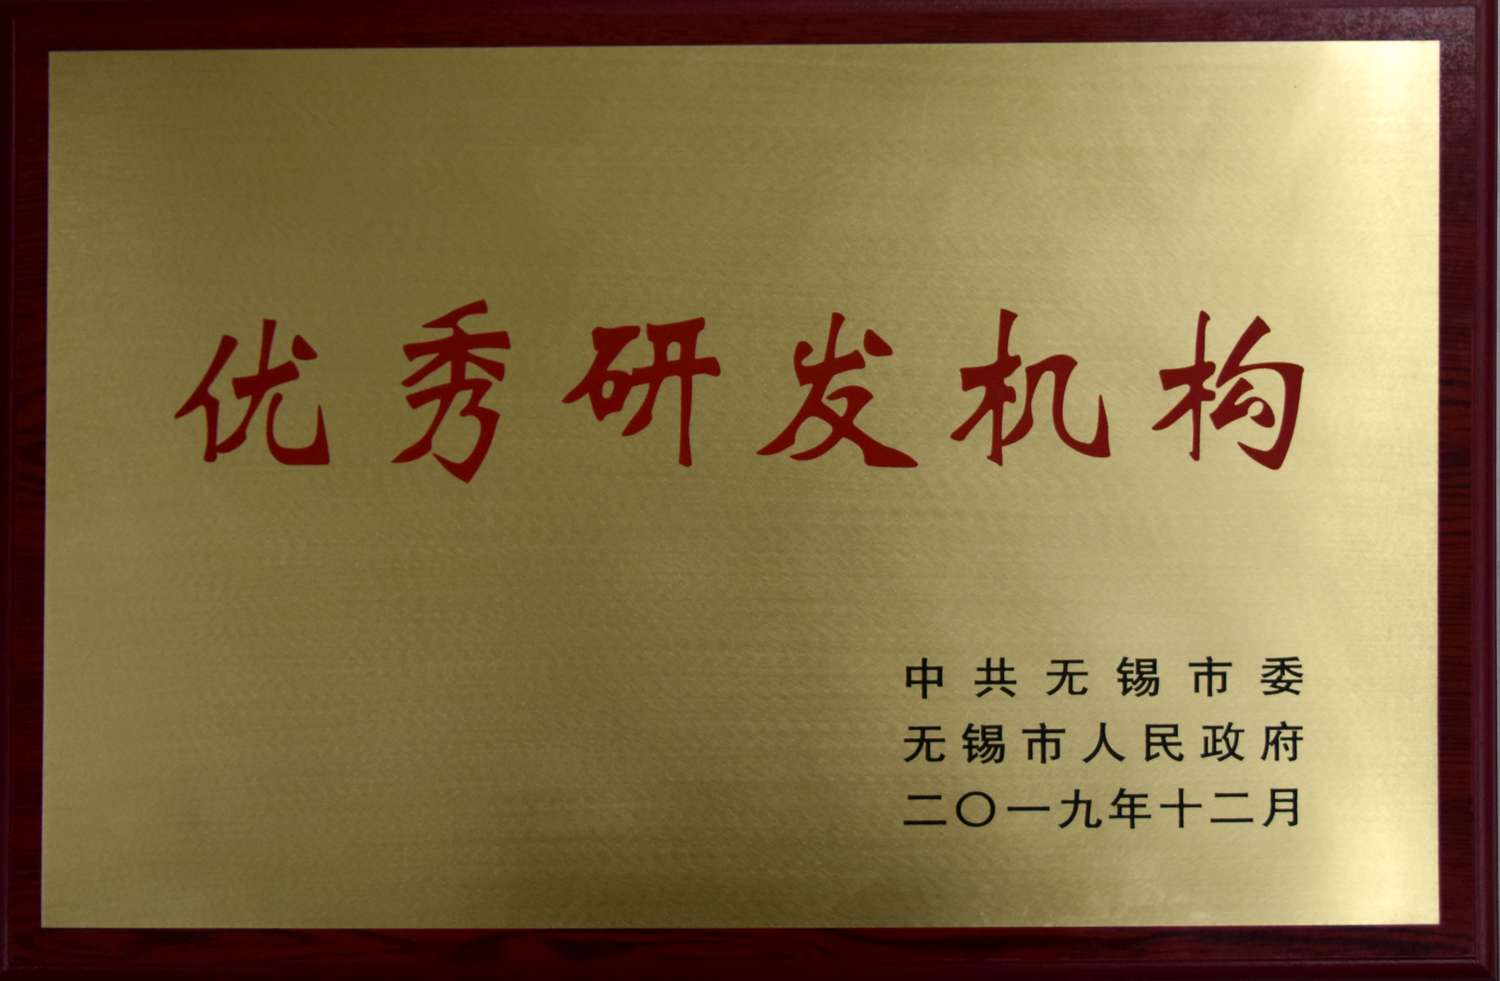 优秀研发机构
中共无锡市委
无锡市人民政府
二〇一九年十二月